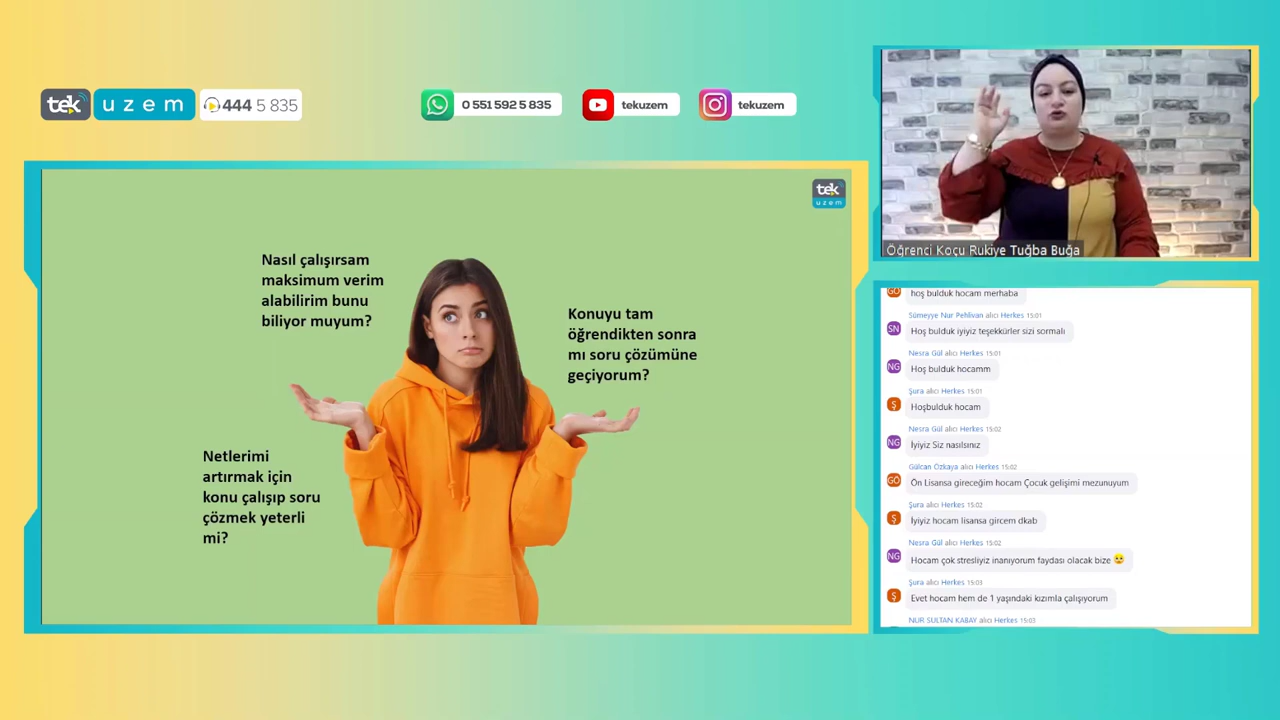 tek uzem 444 5 835
0 551 592 5 835
tekuzem
tekuzem
tek
uzem
Nasıl çalışırsam
maksimum verim
alabilirim bunu
biliyor muyum?
Konuyu tam
öğrendikten sonra
mı soru çözümüne
geçiyorum?
Netlerimi
artırmak için
konu çalışıp soru
çözmek yeterli
mi?
Öğrenci Koçu Rukiye Tuğba Buğa
GÖ
hoş bulduk hocam merhaba
Sümeyye Nur Pehlivan alıcı Herkes 15:01
SN
Hoş bulduk iyiyiz teşekkürler sizi sormalı
Nesra Gül alıcı Herkes 15:01
NG
Hoş bulduk hocamm
Şura alıcı Herkes 15:01
Ş
Hoşbulduk hocam
Nesra Gül alıcı Herkes 15:02
NG
İyiyiz Siz nasılsınız
Gülcan Özkaya alıcı Herkes 15:02
GÖ
Ön Lisansa gireceğim hocam Çocuk gelişimi mezunuyum
Şura alıcı Herkes 15:02
Ş
İyiyiz hocam lisansa gircem dkab
Nesra Gül alıcı Herkes 15:02
NG
Hocam çok stresliyiz inanıyorum faydası olacak bize 🥲
Şura alıcı Herkes 15:03
Ş
Evet hocam hem de 1 yaşındaki kızımla çalışıyorum
NUR SULTAN KABAY alıcı Herkes 15:03